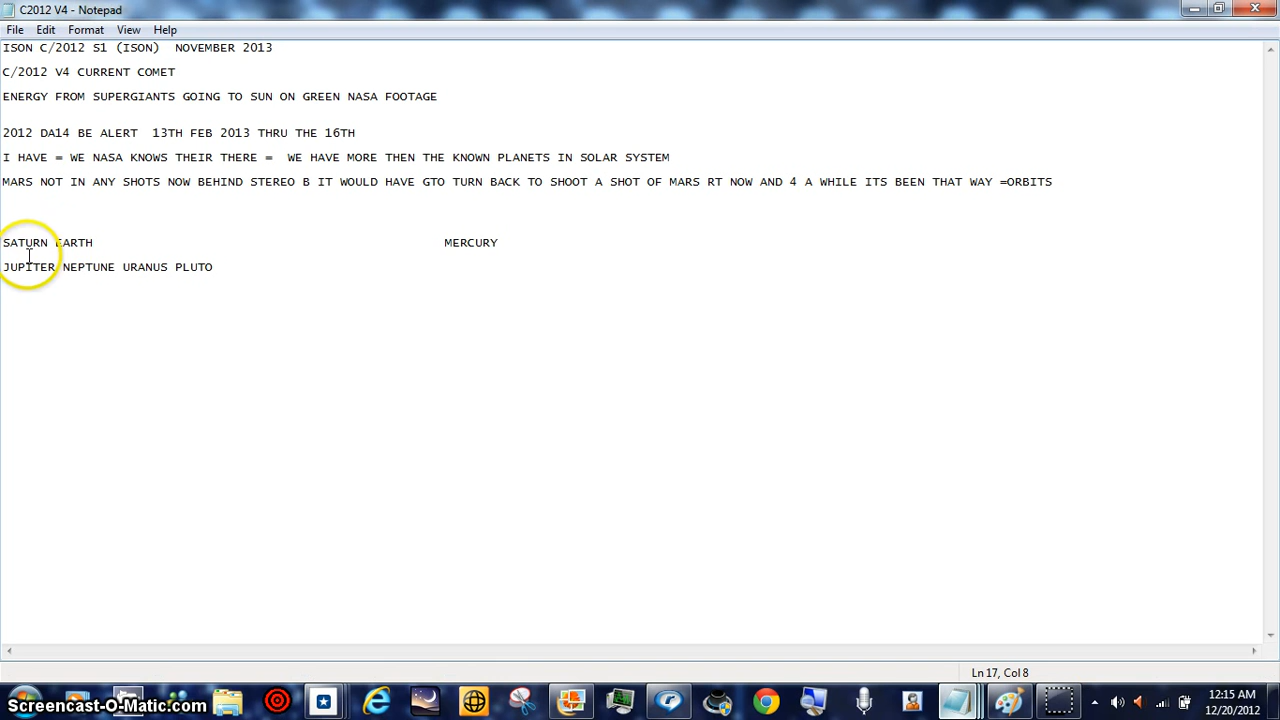 C2012 V4 - Notepad
File Edit Format View Help
ISON C/2012 S1 (ISON)  NOVEMBER 2013
C/2012 V4 CURRENT COMET
ENERGY FROM SUPERGIANTS GOING TO SUN ON GREEN NASA FOOTAGE
2012 DA14 BE ALERT  13TH FEB 2013 THRU THE 16TH
I HAVE = WE NASA KNOWS THEIR THERE =  WE HAVE MORE THEN THE KNOWN PLANETS IN SOLAR SYSTEM
MARS NOT IN ANY SHOTS NOW BEHIND STEREO B IT WOULD HAVE GTO TURN BACK TO SHOOT A SHOT OF MARS RT NOW AND 4 A WHILE ITS BEEN THAT WAY =ORBITS
SATURN EARTH MERCURY
JUPITER NEPTUNE URANUS PLUTO
Ln 17, Col 8
Screencast-O-Matic.com
12:15 AM
12/20/2012